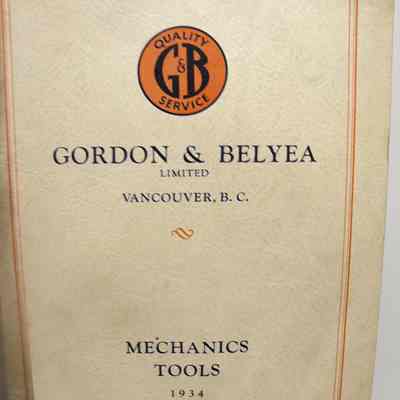 QUALITY
G&B
SERVICE
GORDON & BELYEA
LIMITED
VANCOUVER, B. C.
MECHANICS
TOOLS
1934